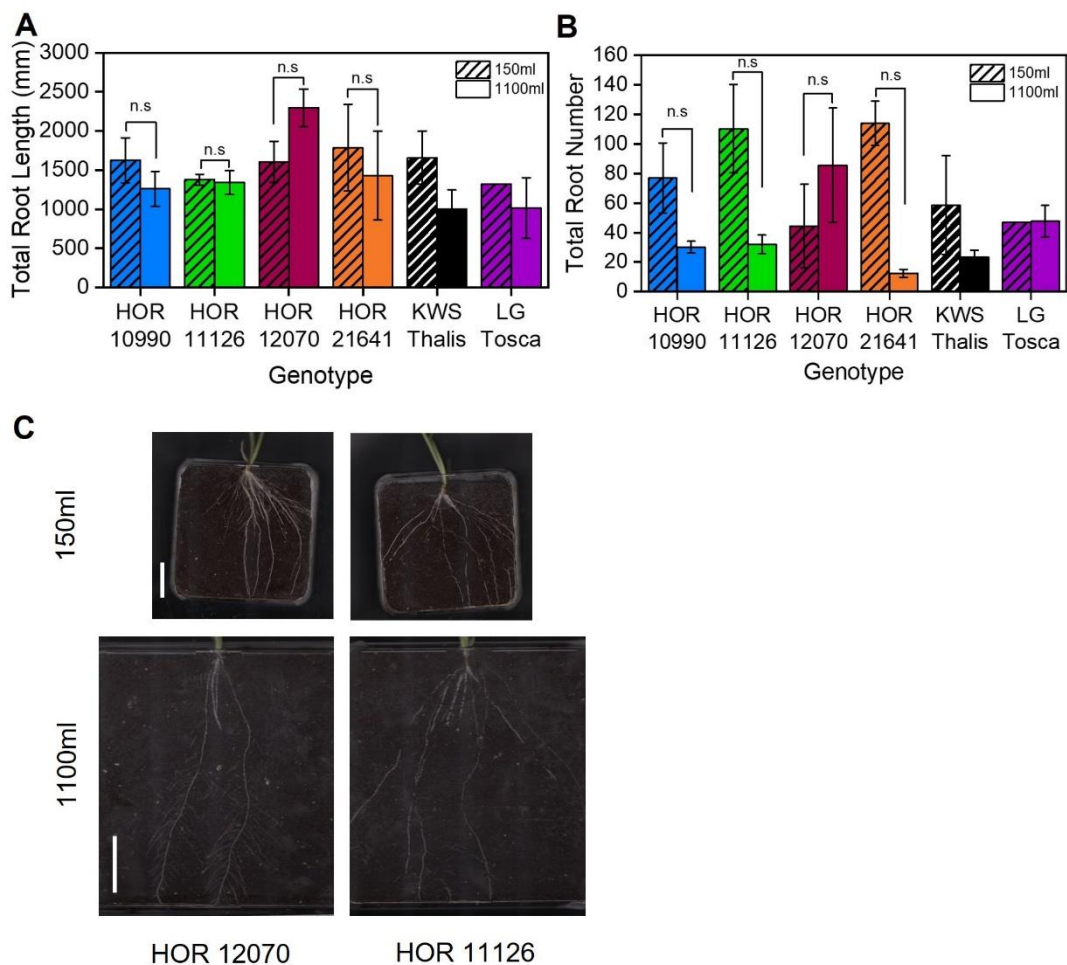 A
Total Root Length (mm)
3000
2500
2000
1500
1000
500
0
n.s
n.s
n.s
n.s
150ml
1100ml
HOR
10990
HOR
11126
HOR
12070
HOR
21641
KWS
Thalis
LG
Tosca
Genotype
B
Total Root Number
160
140
120
100
80
60
40
20
0
n.s
n.s
n.s
n.s
150ml
1100ml
HOR
10990
HOR
11126
HOR
12070
HOR
21641
KWS
Thalis
LG
Tosca
Genotype
C
150ml
1100ml
HOR 12070
HOR 11126